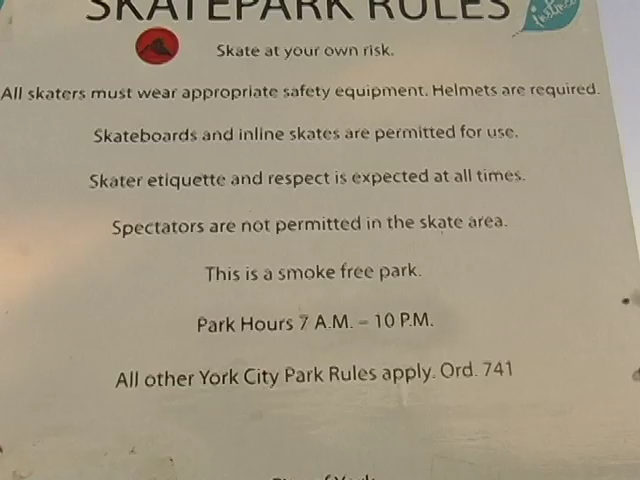 SKATEPARK RULES
Skate at your own risk.
All skaters must wear appropriate safety equipment. Helmets are required.
Skateboards and inline skates are permitted for use.
Skater etiquette and respect is expected at all times.
Spectators are not permitted in the skate area.
This is a smoke free park.
Park Hours 7 A.M. – 10 P.M.
All other York City Park Rules apply. Ord. 741